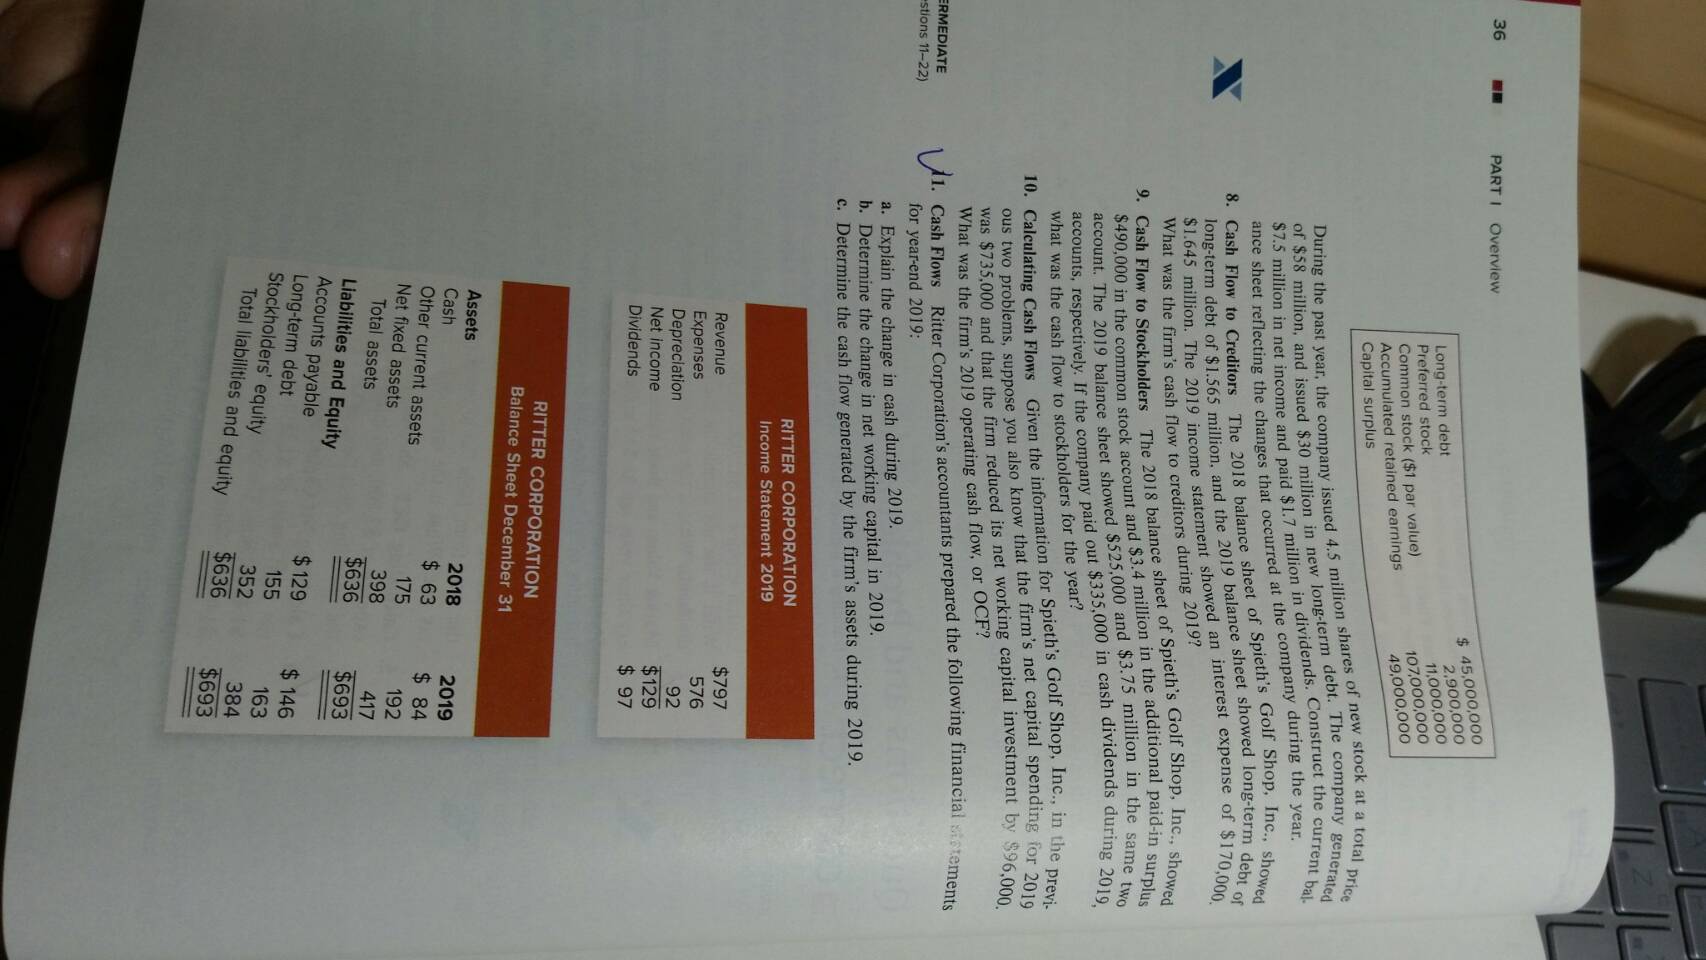 36 PART I Overview
Long-term debt $ 45,000,000
Preferred stock 2,900,000
Common stock ($1 par value) 11,000,000
Accumulated retained earnings 107,000,000
Capital surplus 49,000,000
During the past year, the company issued 4.5 million shares of new stock at a total price
of $58 million, and issued $30 million in new long-term debt. The company generated
$7.5 million in net income and paid $1.7 million in dividends. Construct the current bal-
ance sheet reflecting the changes that occurred at the company during the year.
8. Cash Flow to Creditors The 2018 balance sheet of Spieth's Golf Shop, Inc., showed
long-term debt of $1.565 million, and the 2019 balance sheet showed long-term debt of
$1.645 million. The 2019 income statement showed an interest expense of $170,000.
What was the firm's cash flow to creditors during 2019?
9. Cash Flow to Stockholders The 2018 balance sheet of Spieth's Golf Shop, Inc., showed
$490,000 in the common stock account and $3.4 million in the additional paid-in surplus
account. The 2019 balance sheet showed $525,000 and $3.75 million in the same two
accounts, respectively. If the company paid out $335,000 in cash dividends during 2019,
what was the cash flow to stockholders for the year?
10. Calculating Cash Flows Given the information for Spieth's Golf Shop, Inc., in the previ-
ous two problems, suppose you also know that the firm's net capital spending for 2019
was $735,000 and that the firm reduced its net working capital investment by $96,000.
What was the firm's 2019 operating cash flow, or OCF?
ERMEDIATE
estions 11–22)
11. Cash Flows Ritter Corporation's accountants prepared the following financial statements
for year-end 2019:
a. Explain the change in cash during 2019.
b. Determine the change in net working capital in 2019.
c. Determine the cash flow generated by the firm's assets during 2019.
RITTER CORPORATION
Income Statement 2019
Revenue $797
Expenses 576
Depreciation 92
Net income $129
Dividends $ 97
RITTER CORPORATION
Balance Sheet December 31
Assets 2018 2019
Cash $ 63 $ 84
Other current assets 175 192
Net fixed assets 398 417
Total assets $636 $693
Liabilities and Equity
Accounts payable $129 $146
Long-term debt 155 163
Stockholders' equity 352 384
Total liabilities and equity $636 $693